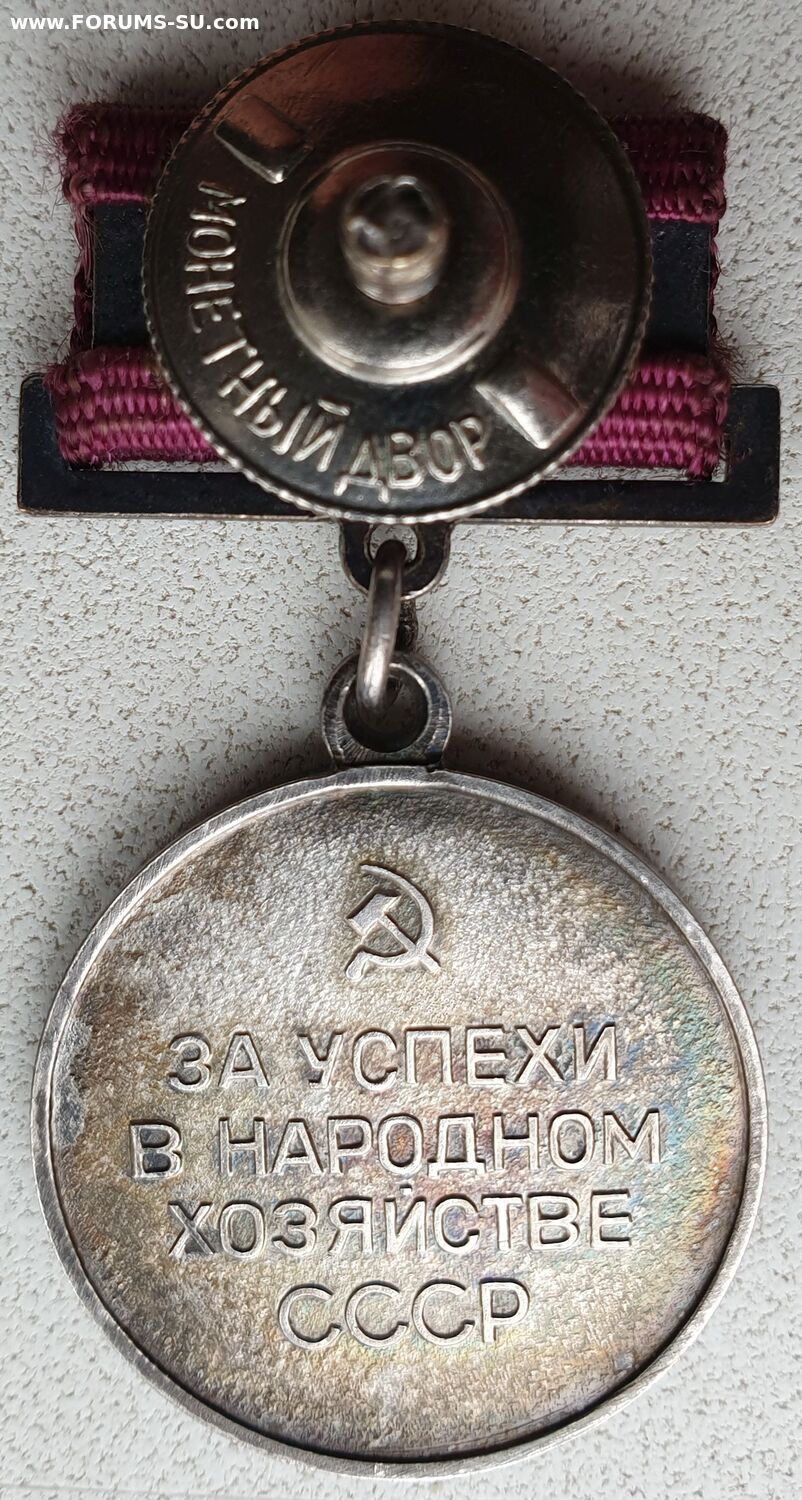 www.FORUMS-SU.com
МОНЕТНЫЙ ДВОР
ЗА УСПЕХИ
В НАРОДНОМ
ХОЗЯЙСТВЕ
СССР